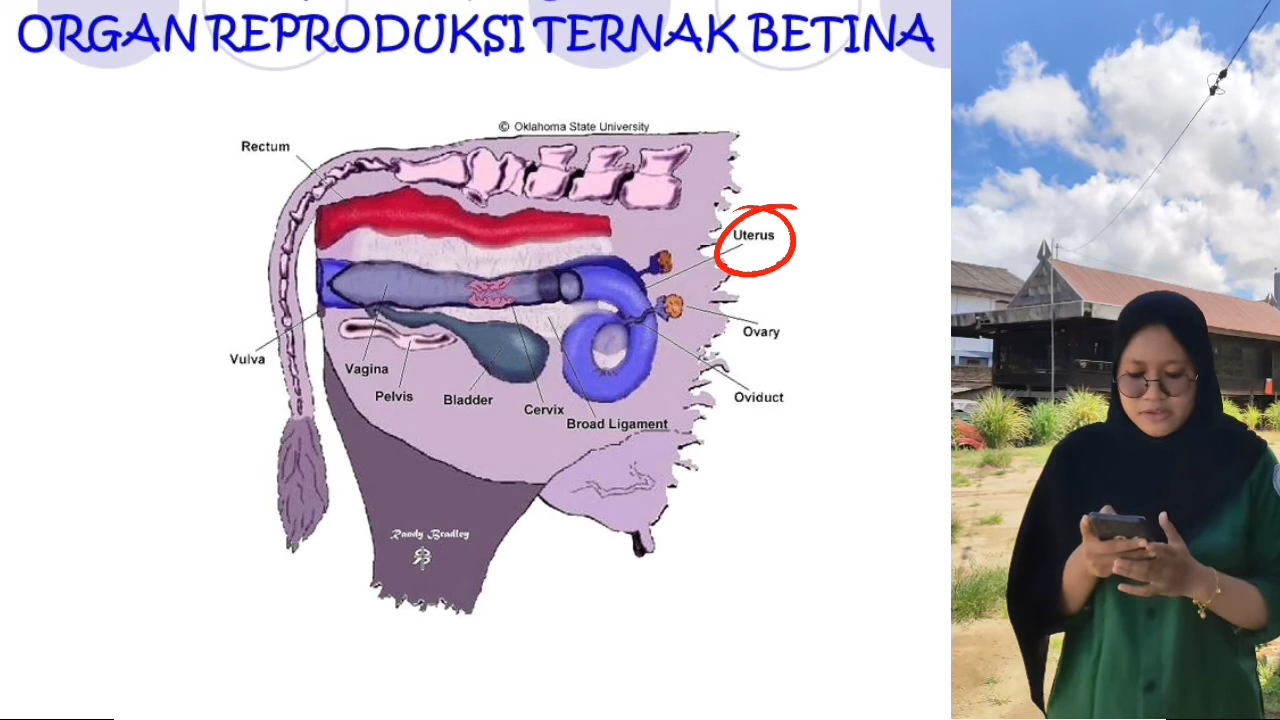 ORGAN REPRODUKSI TERNAK BETINA
© Oklahoma State University
Rectum
Uterus
Ovary
Vulva
Vagina
Pelvis
Bladder
Oviduct
Cervix
Broad Ligament
Randy Bradley